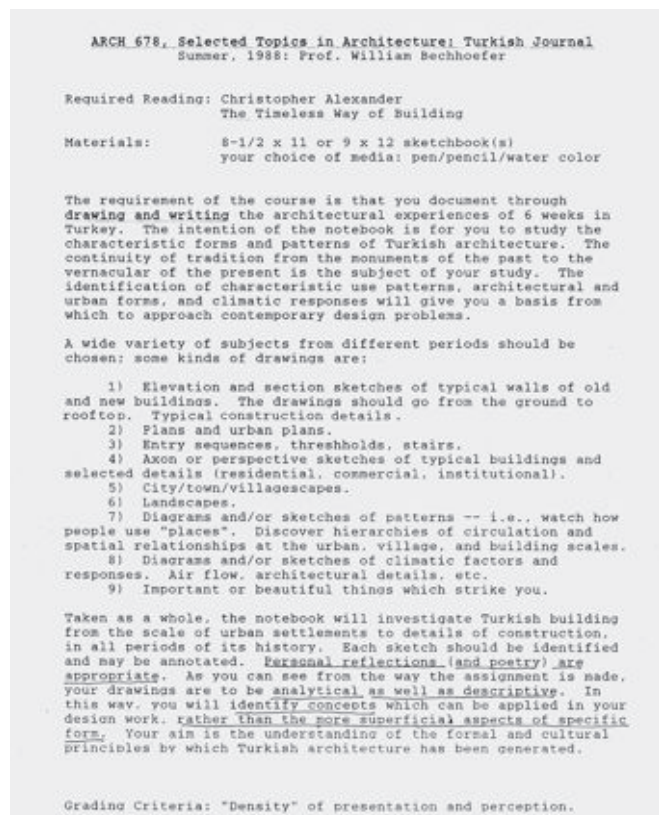 ARCH 678, Selected Topics in Architecture: Turkish Journal
Summer, 1988: Prof. William Bechhoefer
Required Reading: Christopher Alexander
The Timeless Way of Building
Materials: 8-1/2 x 11 or 9 x 12 sketchbook(s)
your choice of media: pen/pencil/water color
The requirement of the course is that you document through
drawing and writing the architectural experiences of 6 weeks in
Turkey. The intention of the notebook is for you to study the
characteristic forms and patterns of Turkish architecture. The
continuity of tradition from the monuments of the past to the
vernacular of the present is the subject of your study. The
identification of characteristic use patterns, architectural and
urban forms, and climatic responses will give you a basis from
which to approach contemporary design problems.
A wide variety of subjects from different periods should be
chosen; some kinds of drawings are:
1) Elevation and section sketches of typical walls of old
and new buildings. The drawings should go from the ground to
rooftop. Typical construction details.
2) Plans and urban plans.
3) Entry sequences, threshholds, stairs.
4) Axon or perspective sketches of typical buildings and
selected details (residential, commercial, institutional).
5) City/town/villagescapes.
6) Landscapes.
7) Diagrams and/or sketches of patterns -- i.e., watch how
people use "places". Discover hierarchies of circulation and
spatial relationships at the urban, village, and building scales.
8) Diagrams and/or sketches of climatic factors and
responses. Air flow, architectural details, etc.
9) Important or beautiful things which strike you.
Taken as a whole, the notebook will investigate Turkish building
from the scale of urban settlements to details of construction,
in all periods of its history. Each sketch should be identified
and may be annotated. Personal reflections (and poetry) are
appropriate. As you can see from the way the assignment is made,
your drawings are to be analytical as well as descriptive. In
this way, you will identify concepts which can be applied in your
design work, rather than the more superficial aspects of specific
form. Your aim is the understanding of the formal and cultural
principles by which Turkish architecture has been generated.
Grading Criteria: "Density" of presentation and perception.